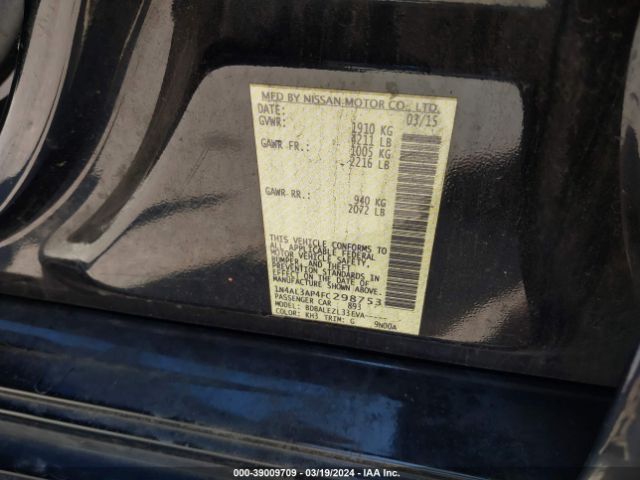 MFD BY NISSAN MOTOR CO., LTD.
DATE: 03/15
GVWR: 1910 KG
4211 LB
GAWR FR: 1005 KG
2216 LB
GAWR RR: 940 KG
2072 LB
THIS VEHICLE CONFORMS TO
ALL APPLICABLE FEDERAL
MOTOR VEHICLE SAFETY,
BUMPER, AND THEFT
PREVENTION STANDARDS IN
EFFECT ON THE DATE OF
MANUFACTURE SHOWN
ABOVE.
1N4AL3AP4FC298753
PASSENGER CAR 893
MODEL: BDBALEZL33EVA-----
COLOR: KH3 TRIM: G 9N00A
000-39009709 - 03/19/2024 - IAA Inc.